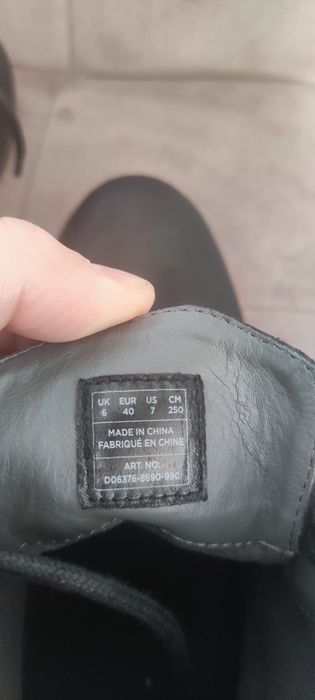 UK EUR US CM
6 40 7 250
MADE IN CHINA
FABRIQUÉ EN CHINE
ART. NO:
D06376-8690-990